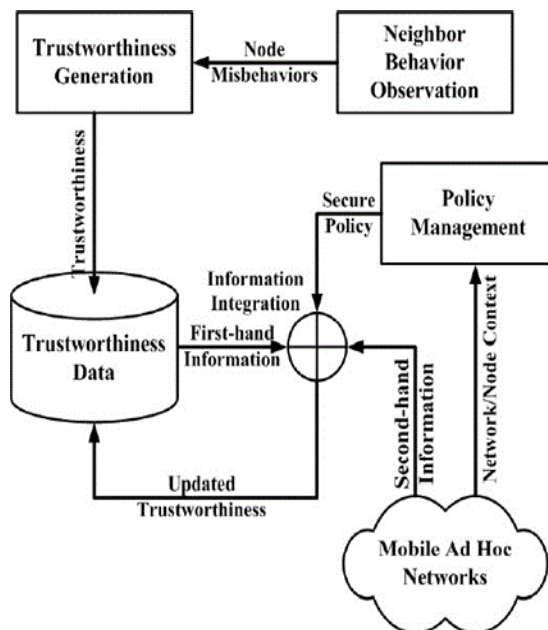 Trustworthiness
Generation
Node
Misbehaviors
Neighbor
Behavior
Observation
Trustworthiness
Secure
Policy
Policy
Management
Information
Integration
First-hand
Information
Trustworthiness
Data
Second-hand
Information
Network/Node Context
Updated
Trustworthiness
Mobile Ad Hoc
Networks